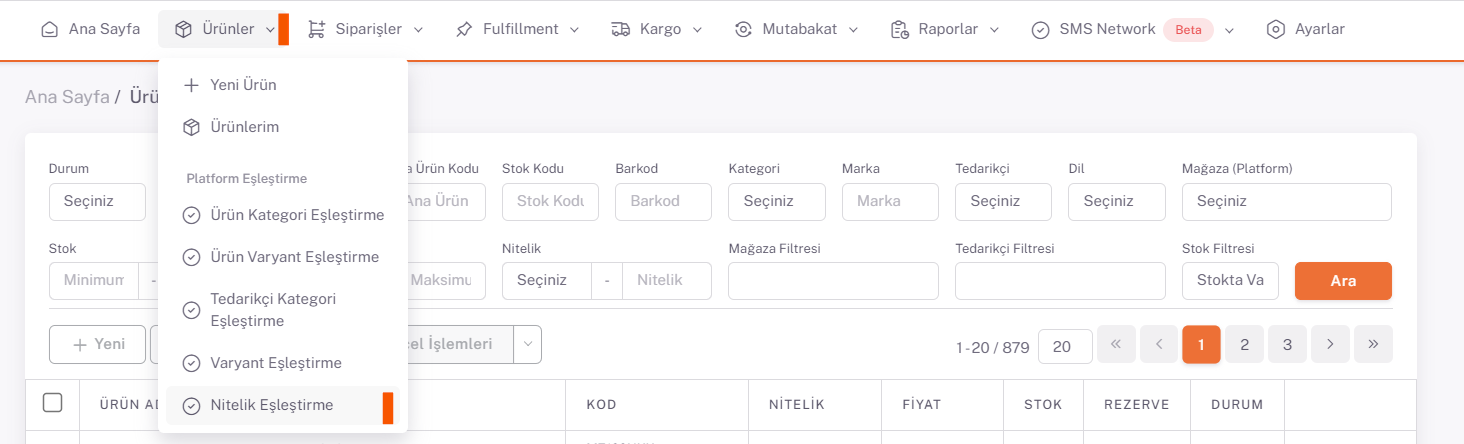 Ana Sayfa Ürünler Siparişler Fulfillment Kargo Mutabakat Raporlar SMS Network Beta Ayarlar
Ana Sayfa /
Yeni Ürün
Ürünlerim
Platform Eşleştirme
Ürün Kategori Eşleştirme
Ürün Varyant Eşleştirme
Tedarikçi Kategori
Eşleştirme
Varyant Eşleştirme
Nitelik Eşleştirme
Durum Ürün Kodu Stok Kodu Barkod Kategori Marka Tedarikçi Dil Mağaza (Platform)
Seçiniz Ana Ürün Stok Kodu Barkod Seçiniz Marka Seçiniz Seçiniz Seçiniz
Stok Nitelik Mağaza Filtresi Tedarikçi Filtresi Stok Filtresi
Minimum - Maksimu Seçiniz - Nitelik Stokta Va Ara
+ Yeni İşlemleri 1 - 20 / 879 20 « < 1 2 3 > »
KOD NİTELİK FİYAT STOK REZERVE DURUM